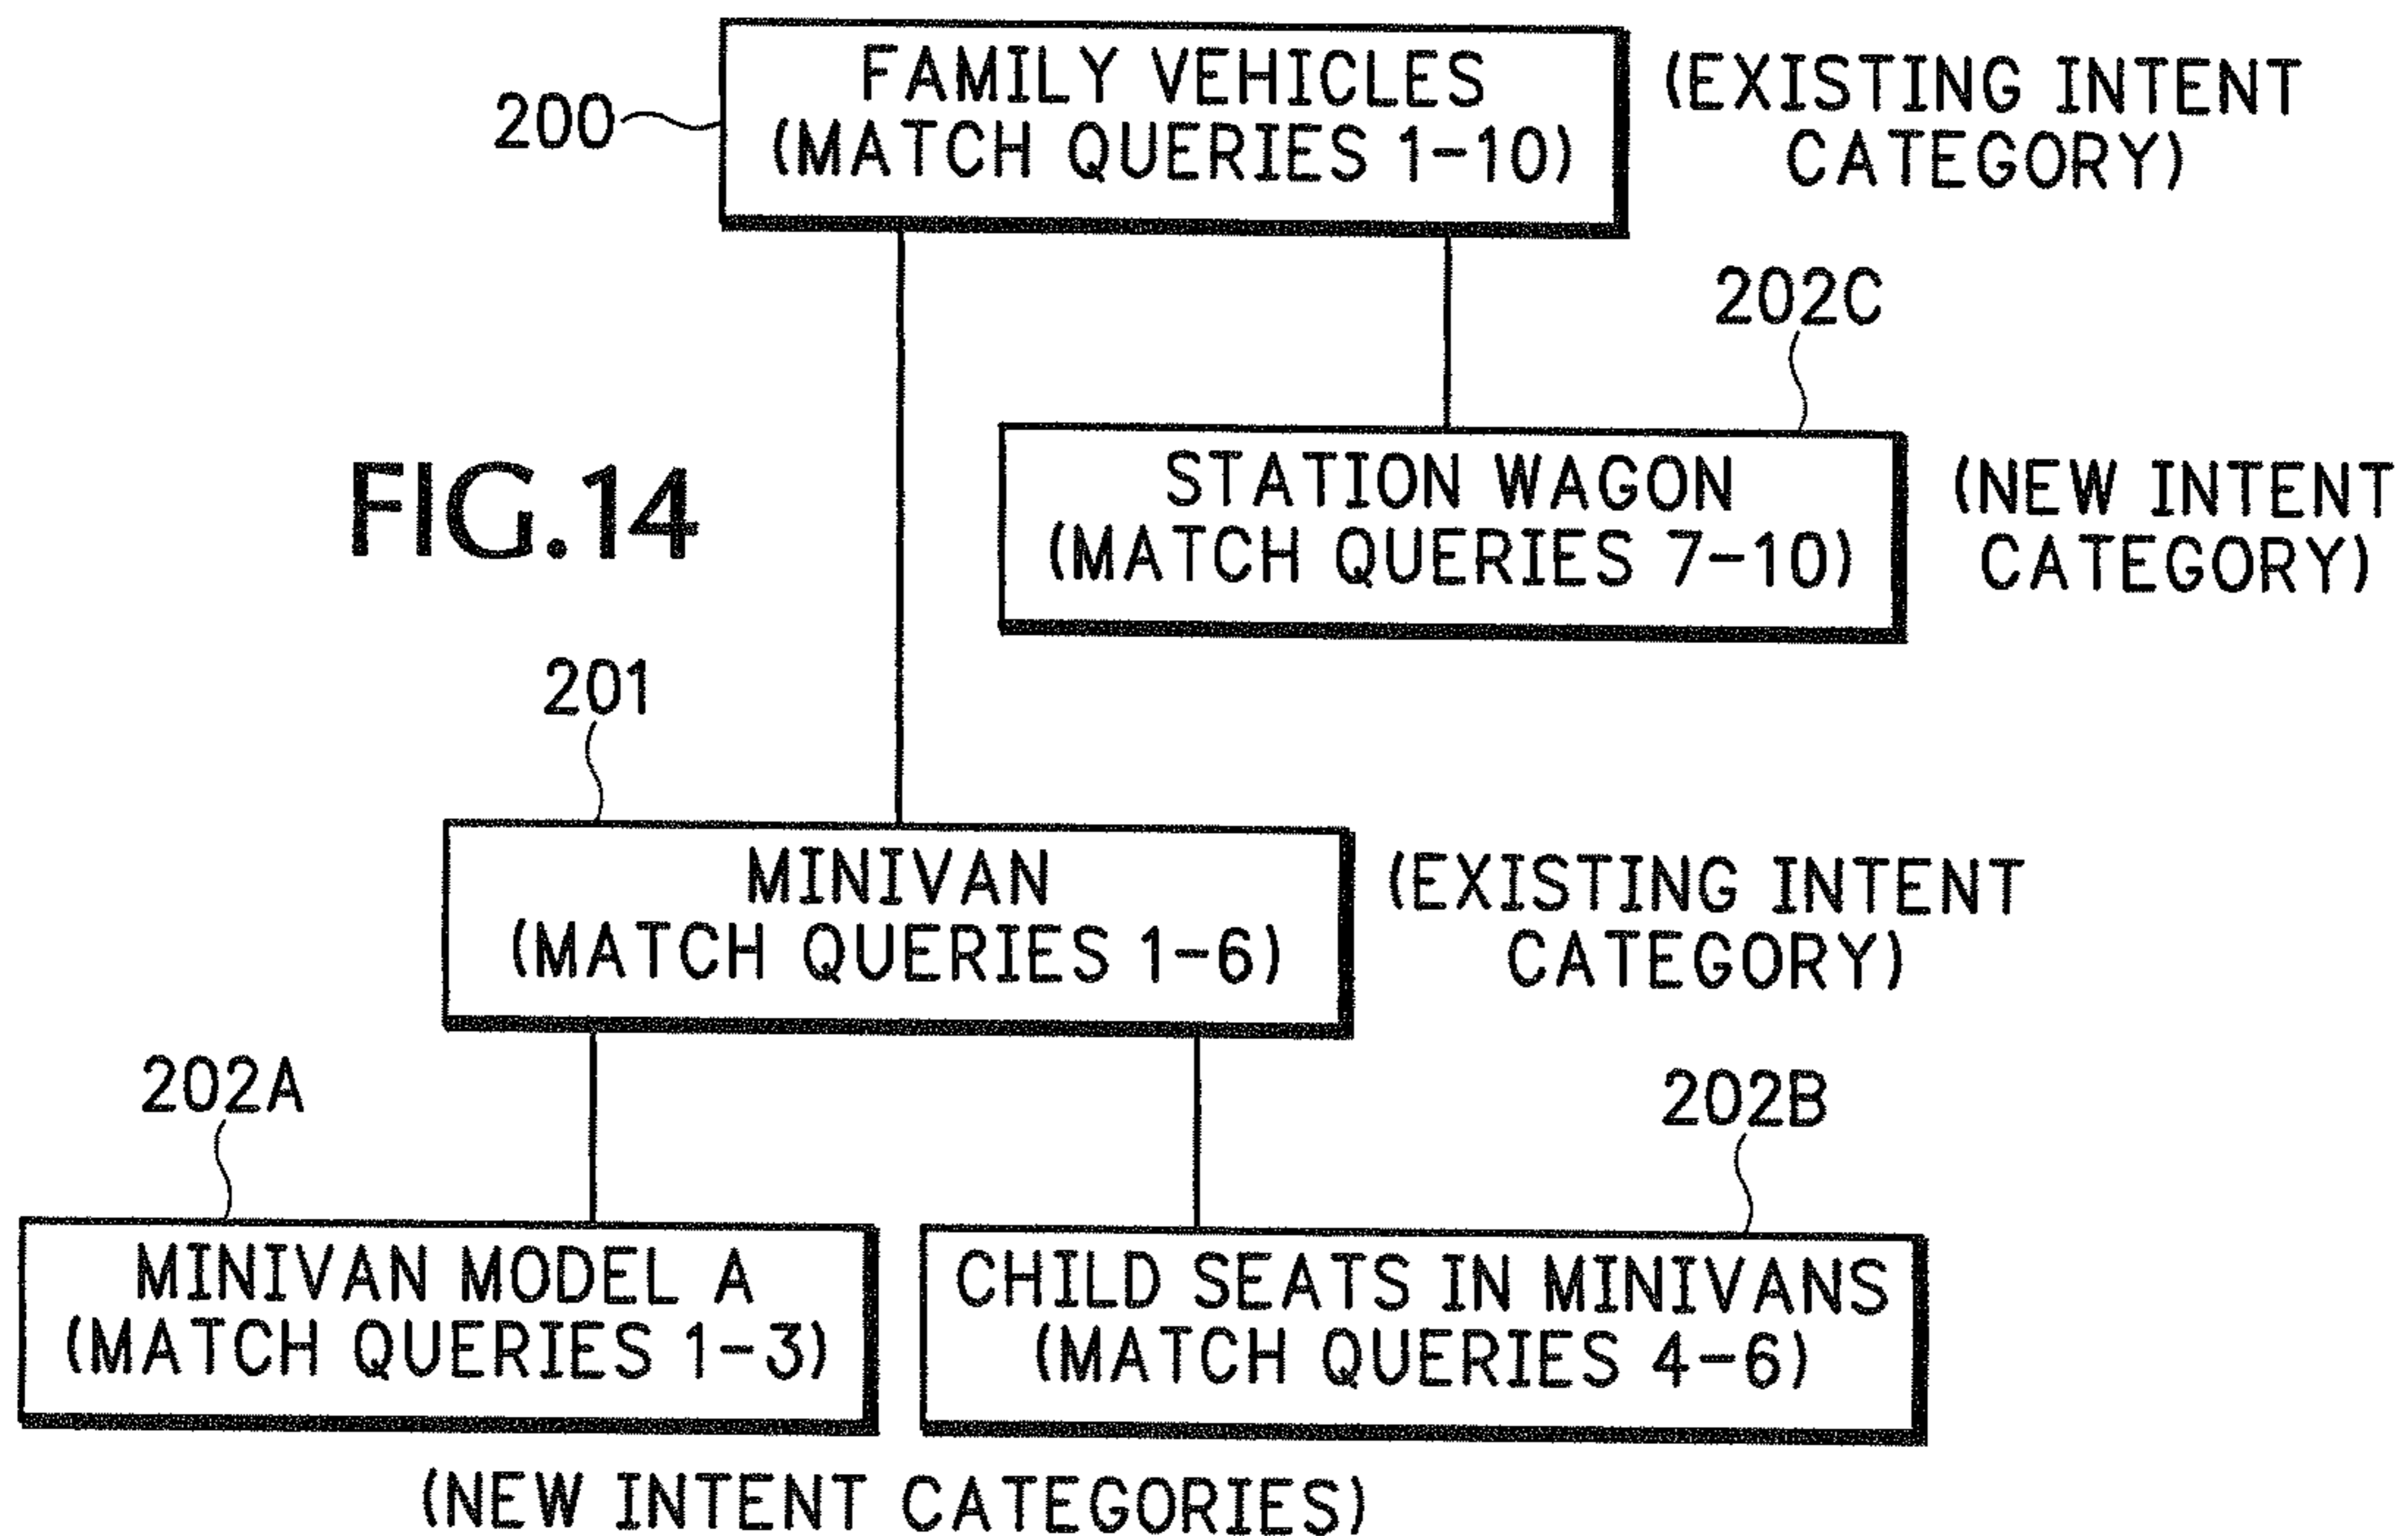 FAMILY VEHICLES
(MATCH QUERIES 1-10)
200
(EXISTING INTENT
CATEGORY)
202C
FIG.14
STATION WAGON
(MATCH QUERIES 7-10)
(NEW INTENT
CATEGORY)
201
MINIVAN
(MATCH QUERIES 1-6)
(EXISTING INTENT
CATEGORY)
202A
202B
MINIVAN MODEL A
(MATCH QUERIES 1-3)
CHILD SEATS IN MINIVANS
(MATCH QUERIES 4-6)
(NEW INTENT CATEGORIES)